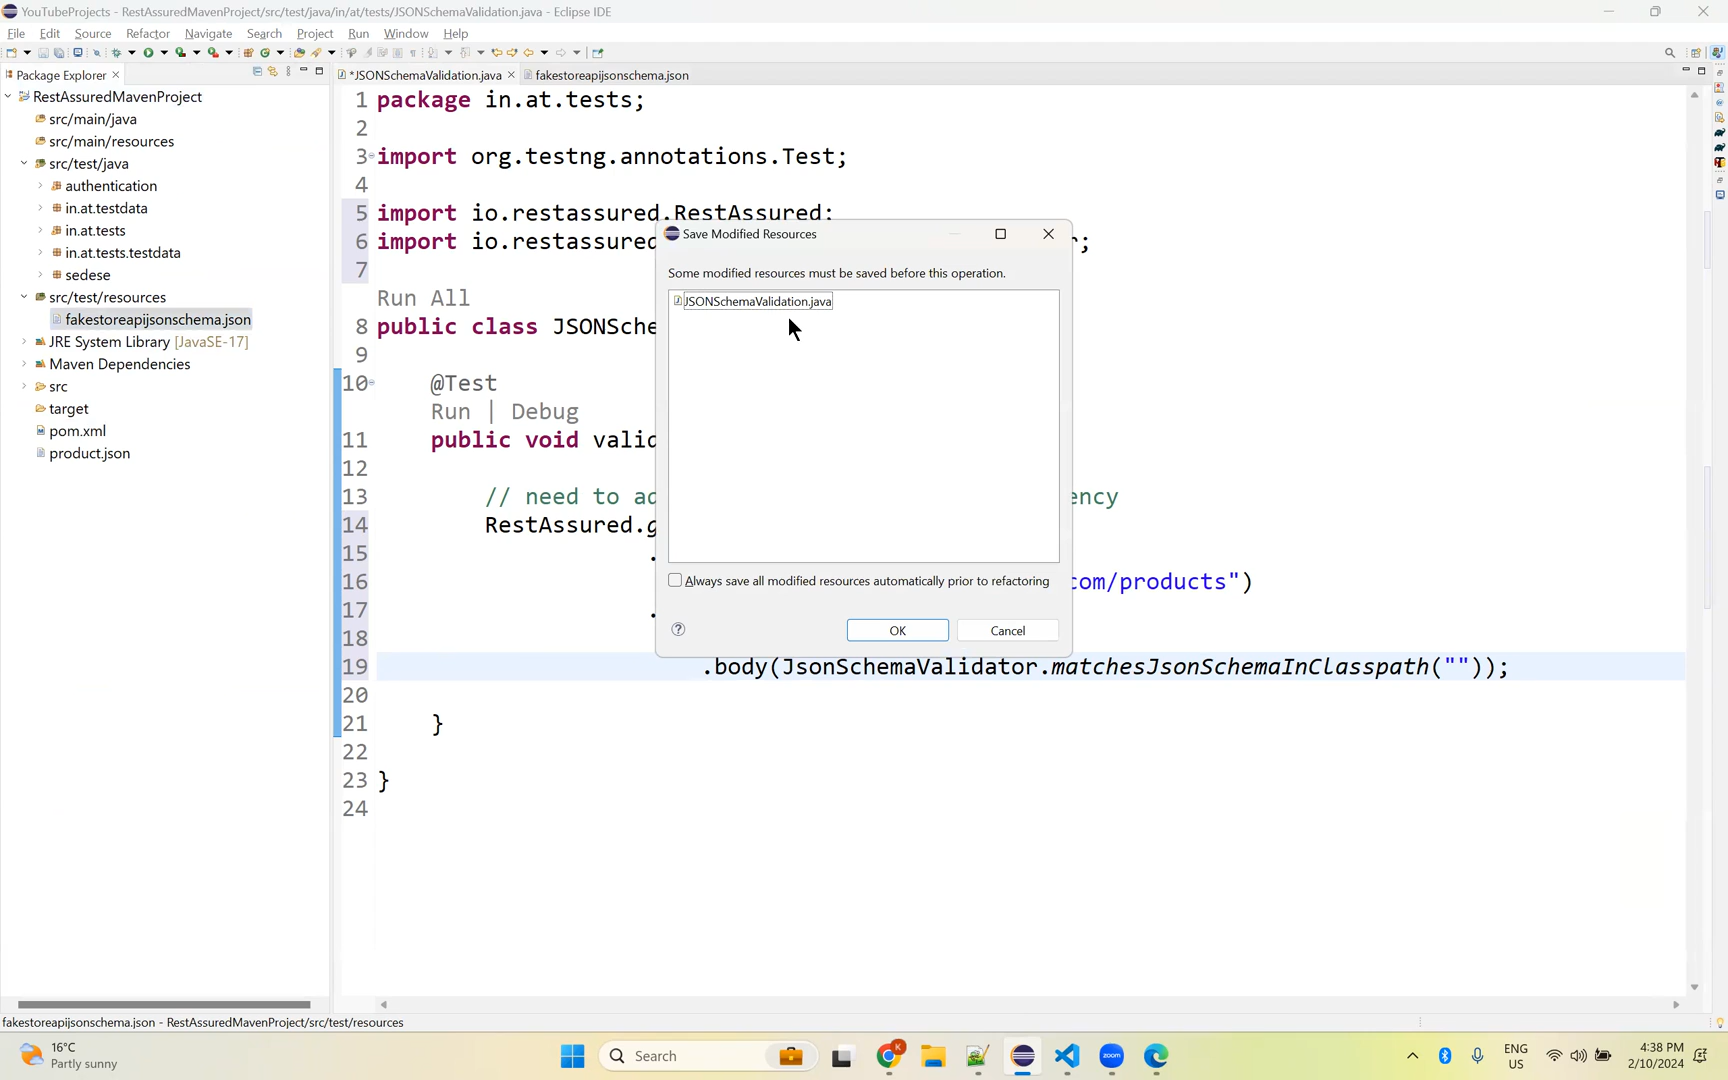 YouTubeProjects - RestAssuredMavenProject/src/test/java/in/at/tests/JSONSchemaValidation.java - Eclipse IDE
File Edit Source Refactor Navigate Search Project Run Window Help
Package Explorer
*JSONSchemaValidation.java fakestoreapijsonschema.json
RestAssuredMavenProject
src/main/java
src/main/resources
src/test/java
authentication
in.at.testdata
in.at.tests
in.at.tests.testdata
sedese
src/test/resources
fakestoreapijsonschema.json
JRE System Library [JavaSE-17]
Maven Dependencies
src
target
pom.xml
product.json
1 package in.at.tests;
2
3 import org.testng.annotations.Test;
4
5 import io.restassured.RestAssured;
6 import io.restassured r;
7
Run All
8 public class JSONSche
9
10 @Test
Run | Debug
11 public void valid
12
13 // need to ad ency
14 RestAssured.g
15 .
16 com/products")
17 .
18
19 .body(JsonSchemaValidator.matchesJsonSchemaInClasspath(""));
20
21 }
22
23 }
24
Save Modified Resources
Some modified resources must be saved before this operation.
JSONSchemaValidation.java
Always save all modified resources automatically prior to refactoring
OK Cancel
fakestoreapijsonschema.json - RestAssuredMavenProject/src/test/resources
16°C
Partly sunny
Search
K
zoom
ENG
US
4:38 PM
2/10/2024